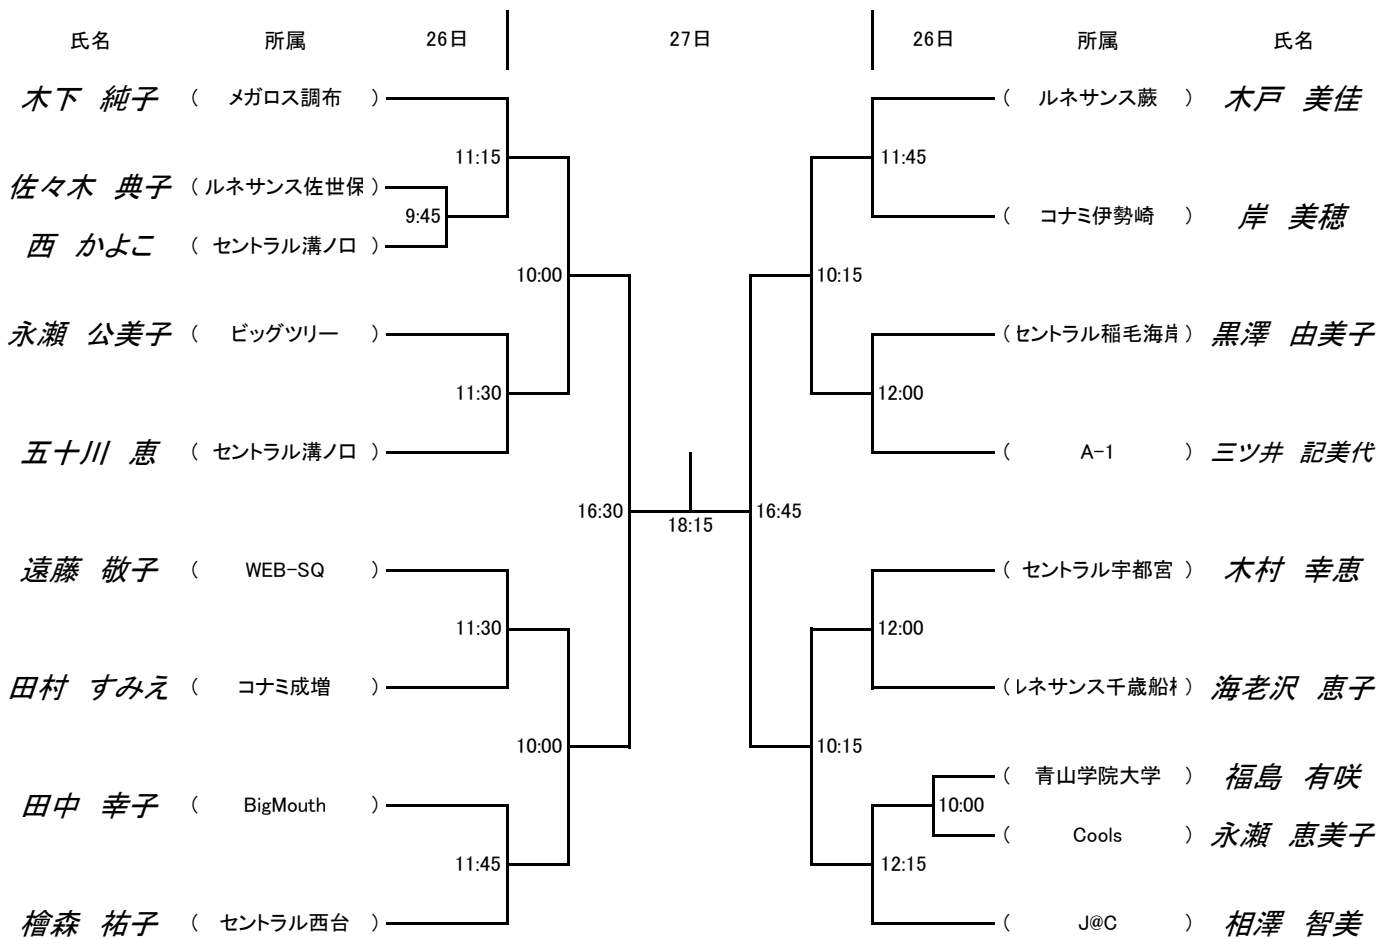 氏名 所属 26日 27日 26日 所属 氏名
木下 純子 ( メガロス調布 ) ( ルネサンス蕨 ) 木戸 美佳
11:15 11:45
佐々木 典子 ( ルネサンス佐世保 )
9:45 ( コナミ伊勢崎 ) 岸 美穂
西 かよこ ( セントラル溝ノ口 )
10:00 10:15
永瀬 公美子 ( ビッグツリー ) ( セントラル稲毛海岸 ) 黒澤 由美子
11:30 12:00
五十川 恵 ( セントラル溝ノ口 ) ( A-1 ) 三ツ井 記美代
16:30 18:15 16:45
遠藤 敬子 ( WEB-SQ ) ( セントラル宇都宮 ) 木村 幸恵
11:30 12:00
田村 すみえ ( コナミ成増 ) ( ルネサンス千歳船橋 ) 海老沢 恵子
10:00 10:15
( 青山学院大学 ) 福島 有咲
田中 幸子 ( BigMouth ) 10:00
( Cools ) 永瀬 恵美子
11:45 12:15
檜森 祐子 ( セントラル西台 ) ( J@C ) 相澤 智美